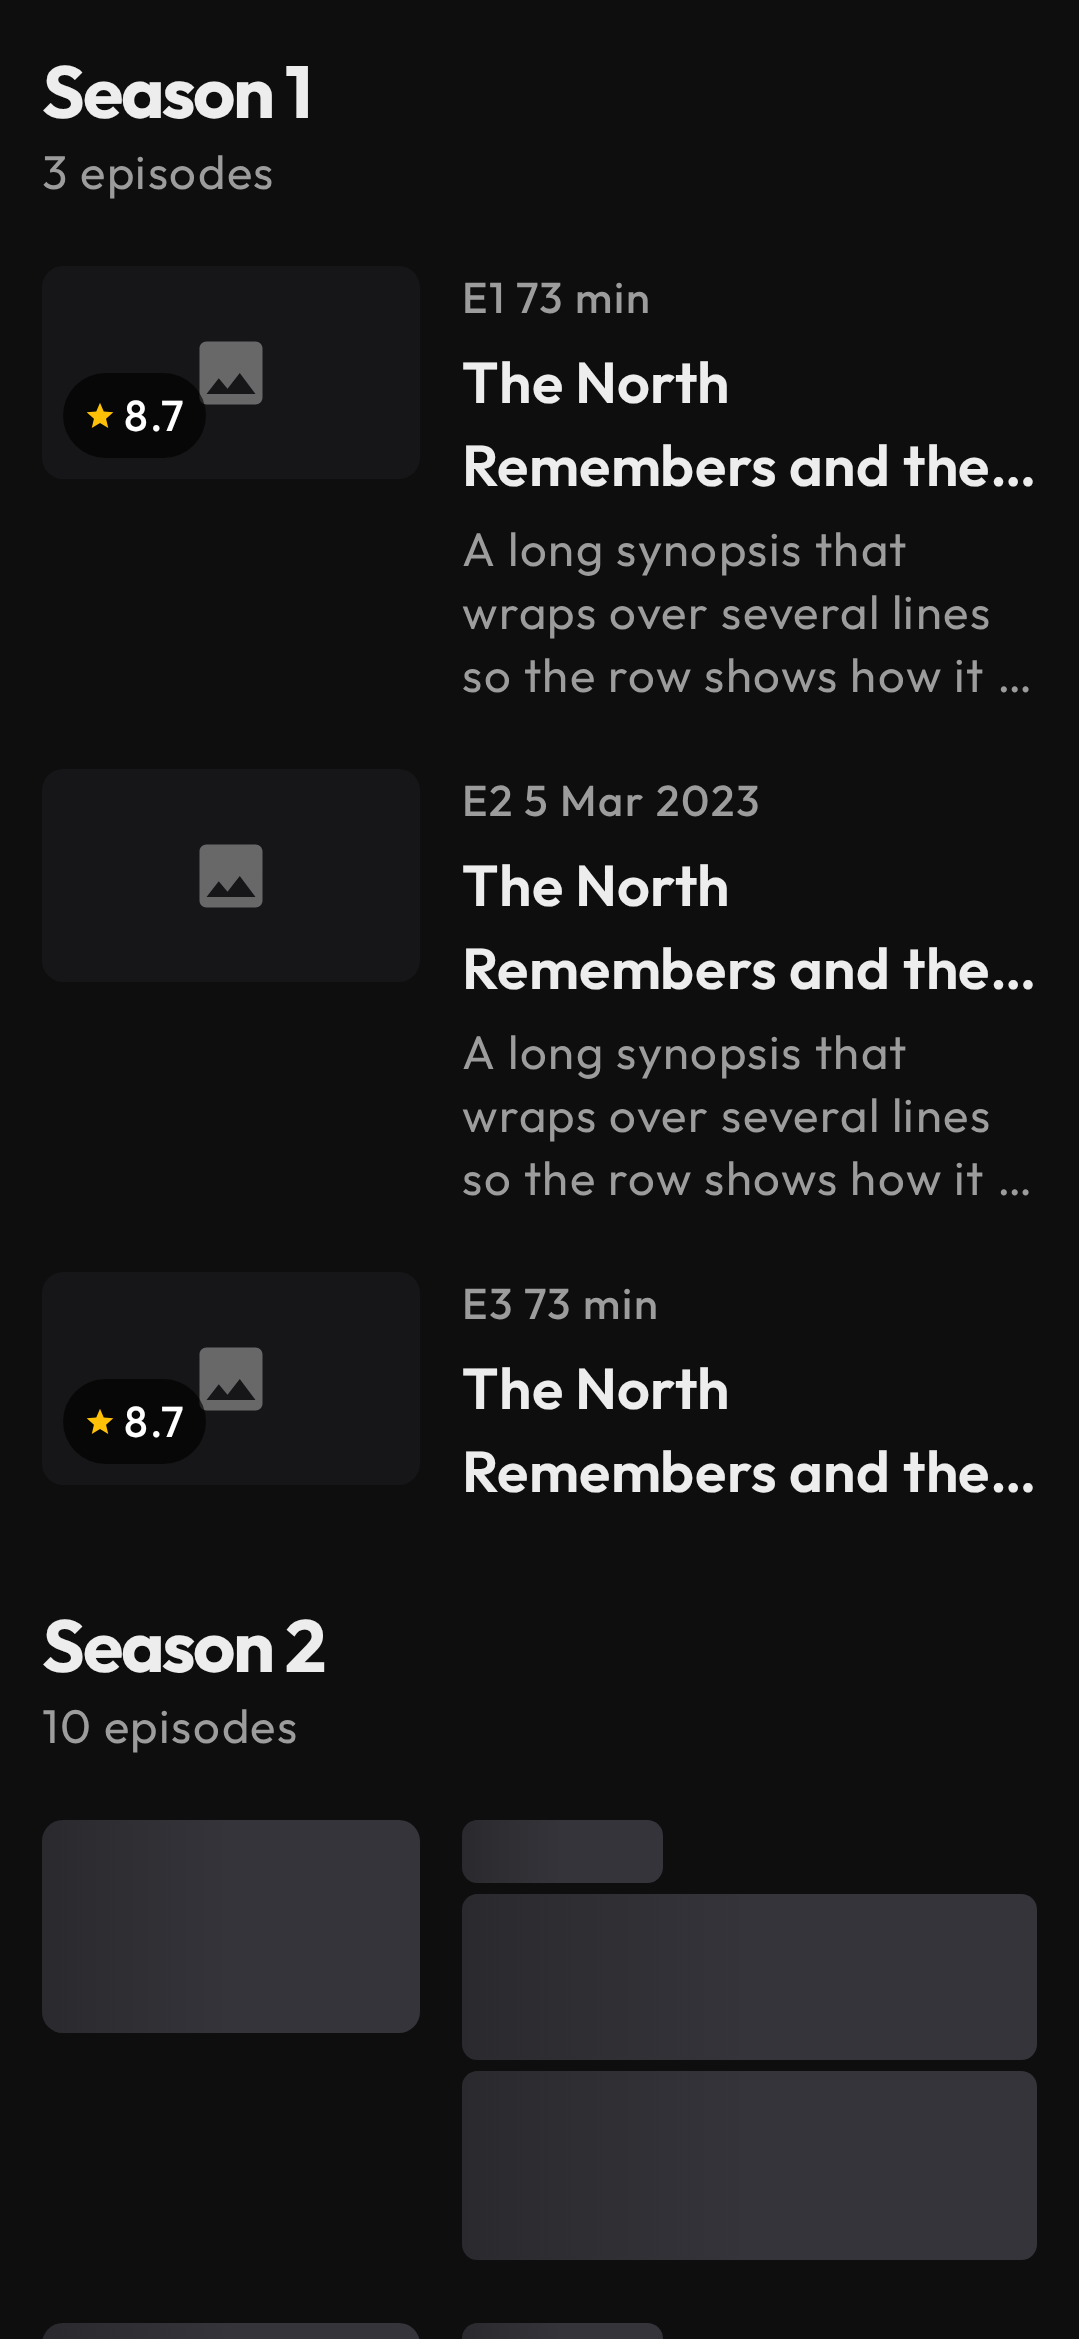 Season 1
3 episodes
E1 73 min
8.7
The North
Remembers and the...
A long synopsis that
wraps over several lines
so the row shows how it ...
E2 5 Mar 2023
The North
Remembers and the...
A long synopsis that
wraps over several lines
so the row shows how it ...
E3 73 min
8.7
The North
Remembers and the...
Season 2
10 episodes